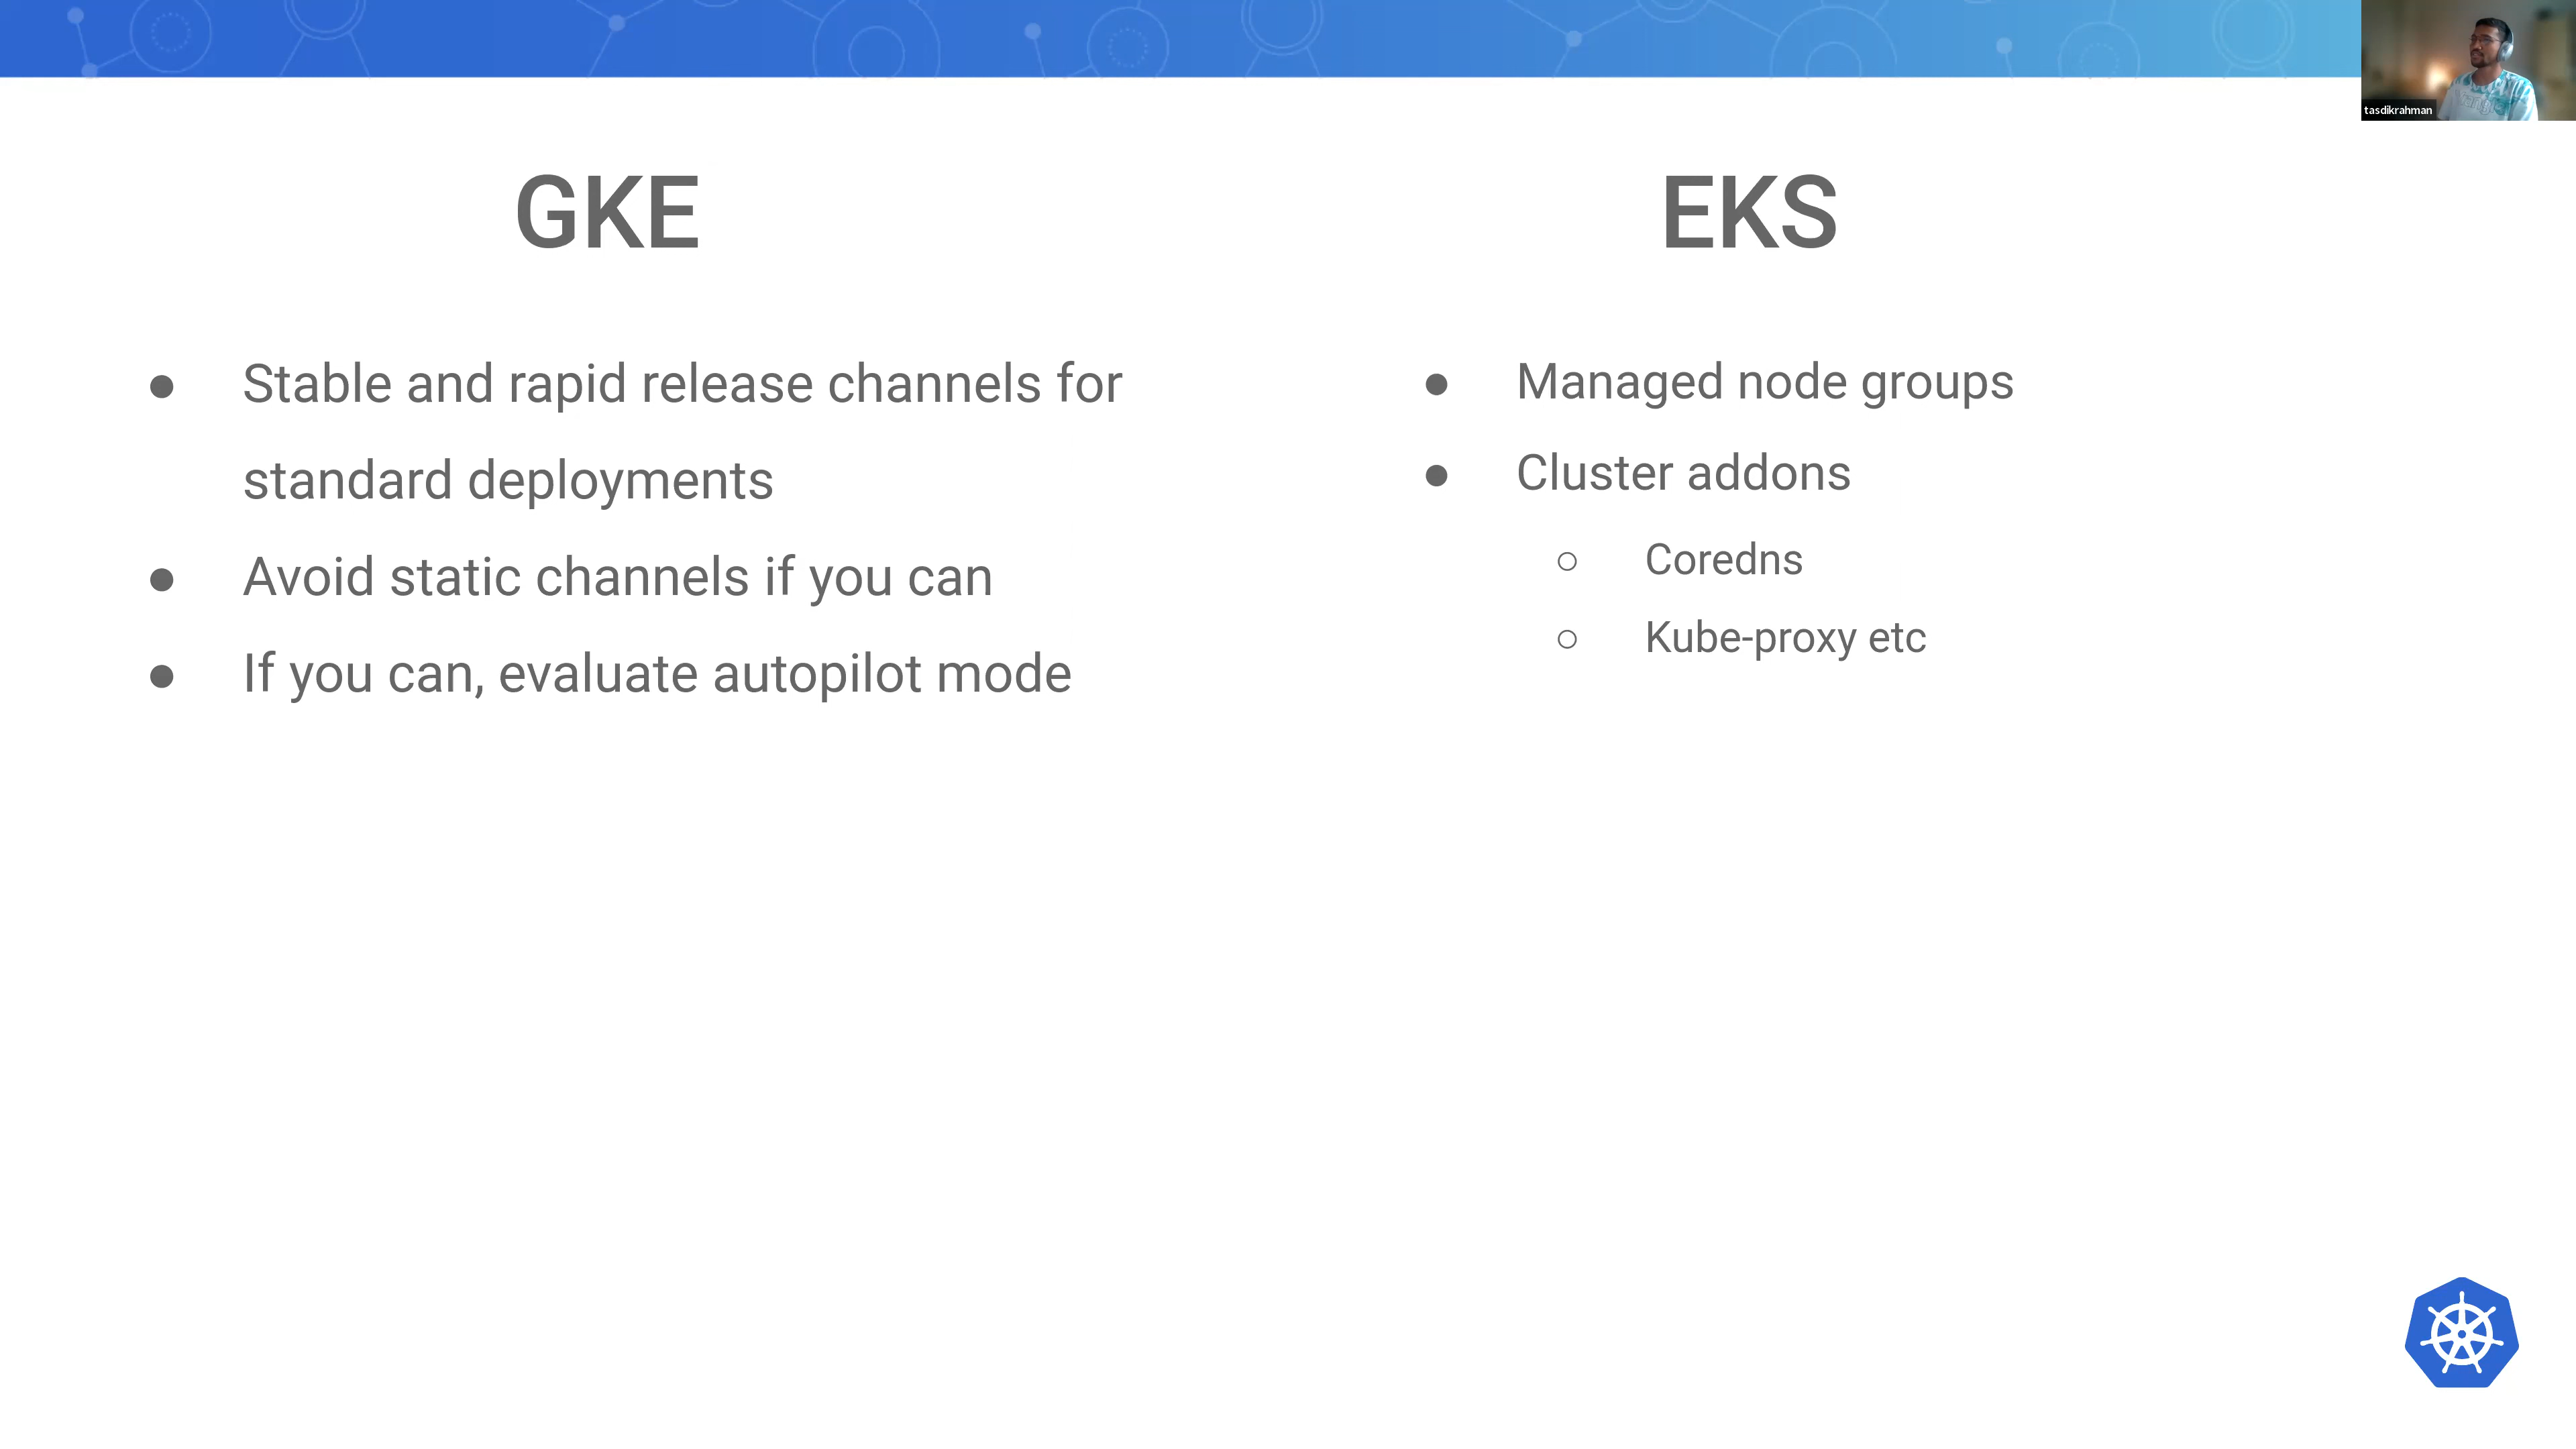 tasdikrahman
GKE
Stable and rapid release channels for
standard deployments
Avoid static channels if you can
If you can, evaluate autopilot mode
EKS
Managed node groups
Cluster addons
Coredns
Kube-proxy etc